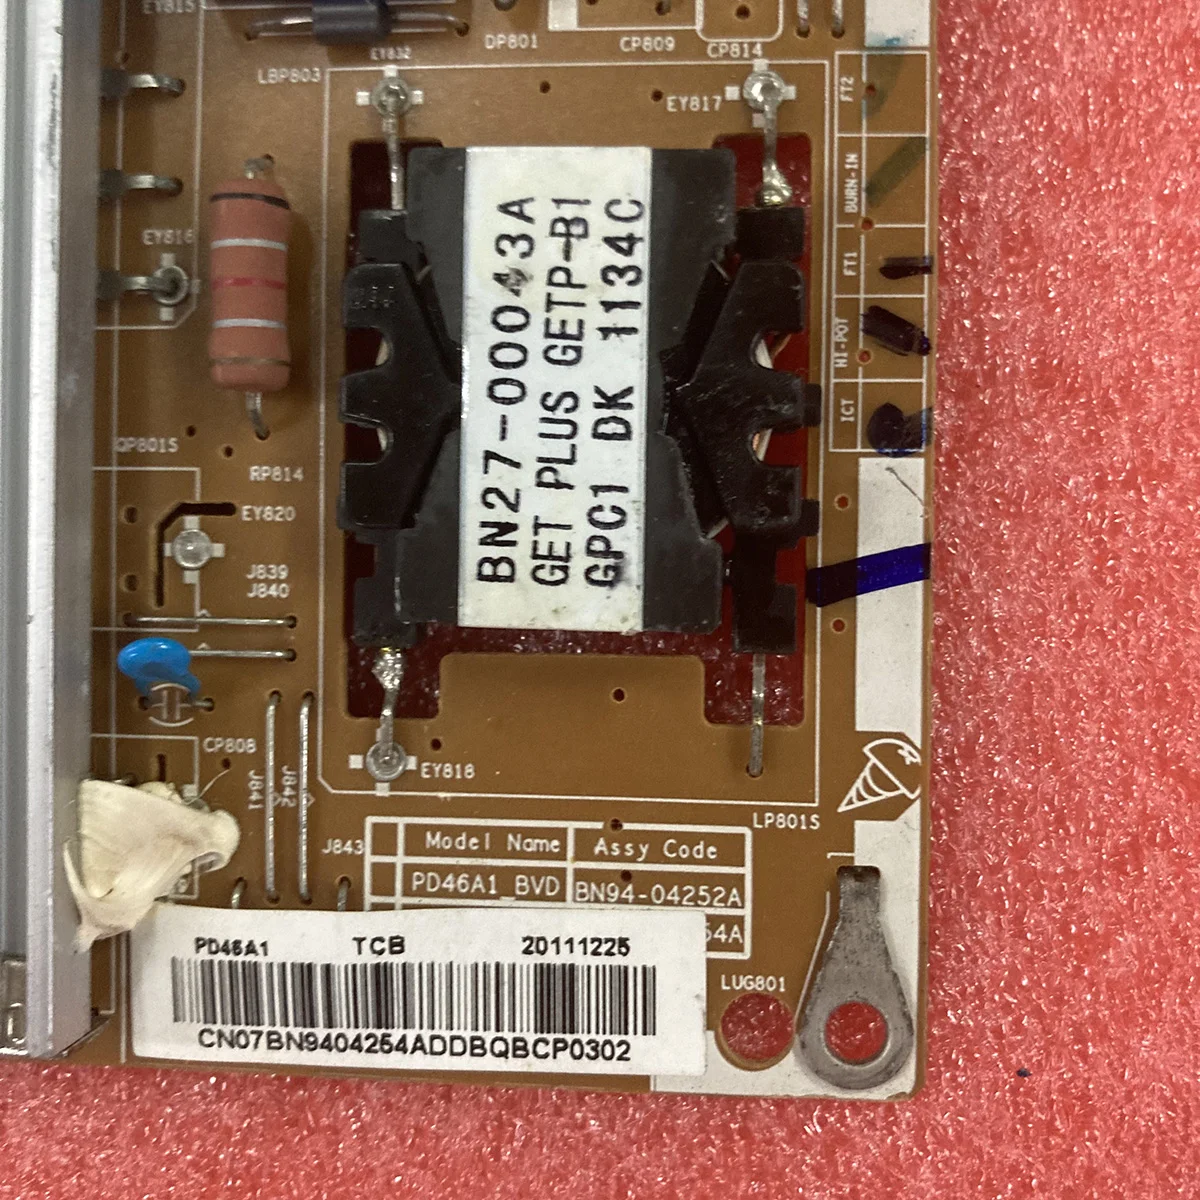 EY815
EY832
DP801
CP809
CP814
LBP803
EY817
FT2
BURN-IN
FT1
HI-POT
ICT
EY816
BN27-00043A
GET PLUS GETP-B1
GPC1 DK 1134C
QP801S
RP814
EY820
J839
J840
CP808
J841
J842
EY818
LP801S
J843
Model Name
Assy Code
PD46A1_BVD
BN94-04252A
54A
PD46A1 TCB 20111225
CN07BN9404254ADDBQBCP0302
LUG801